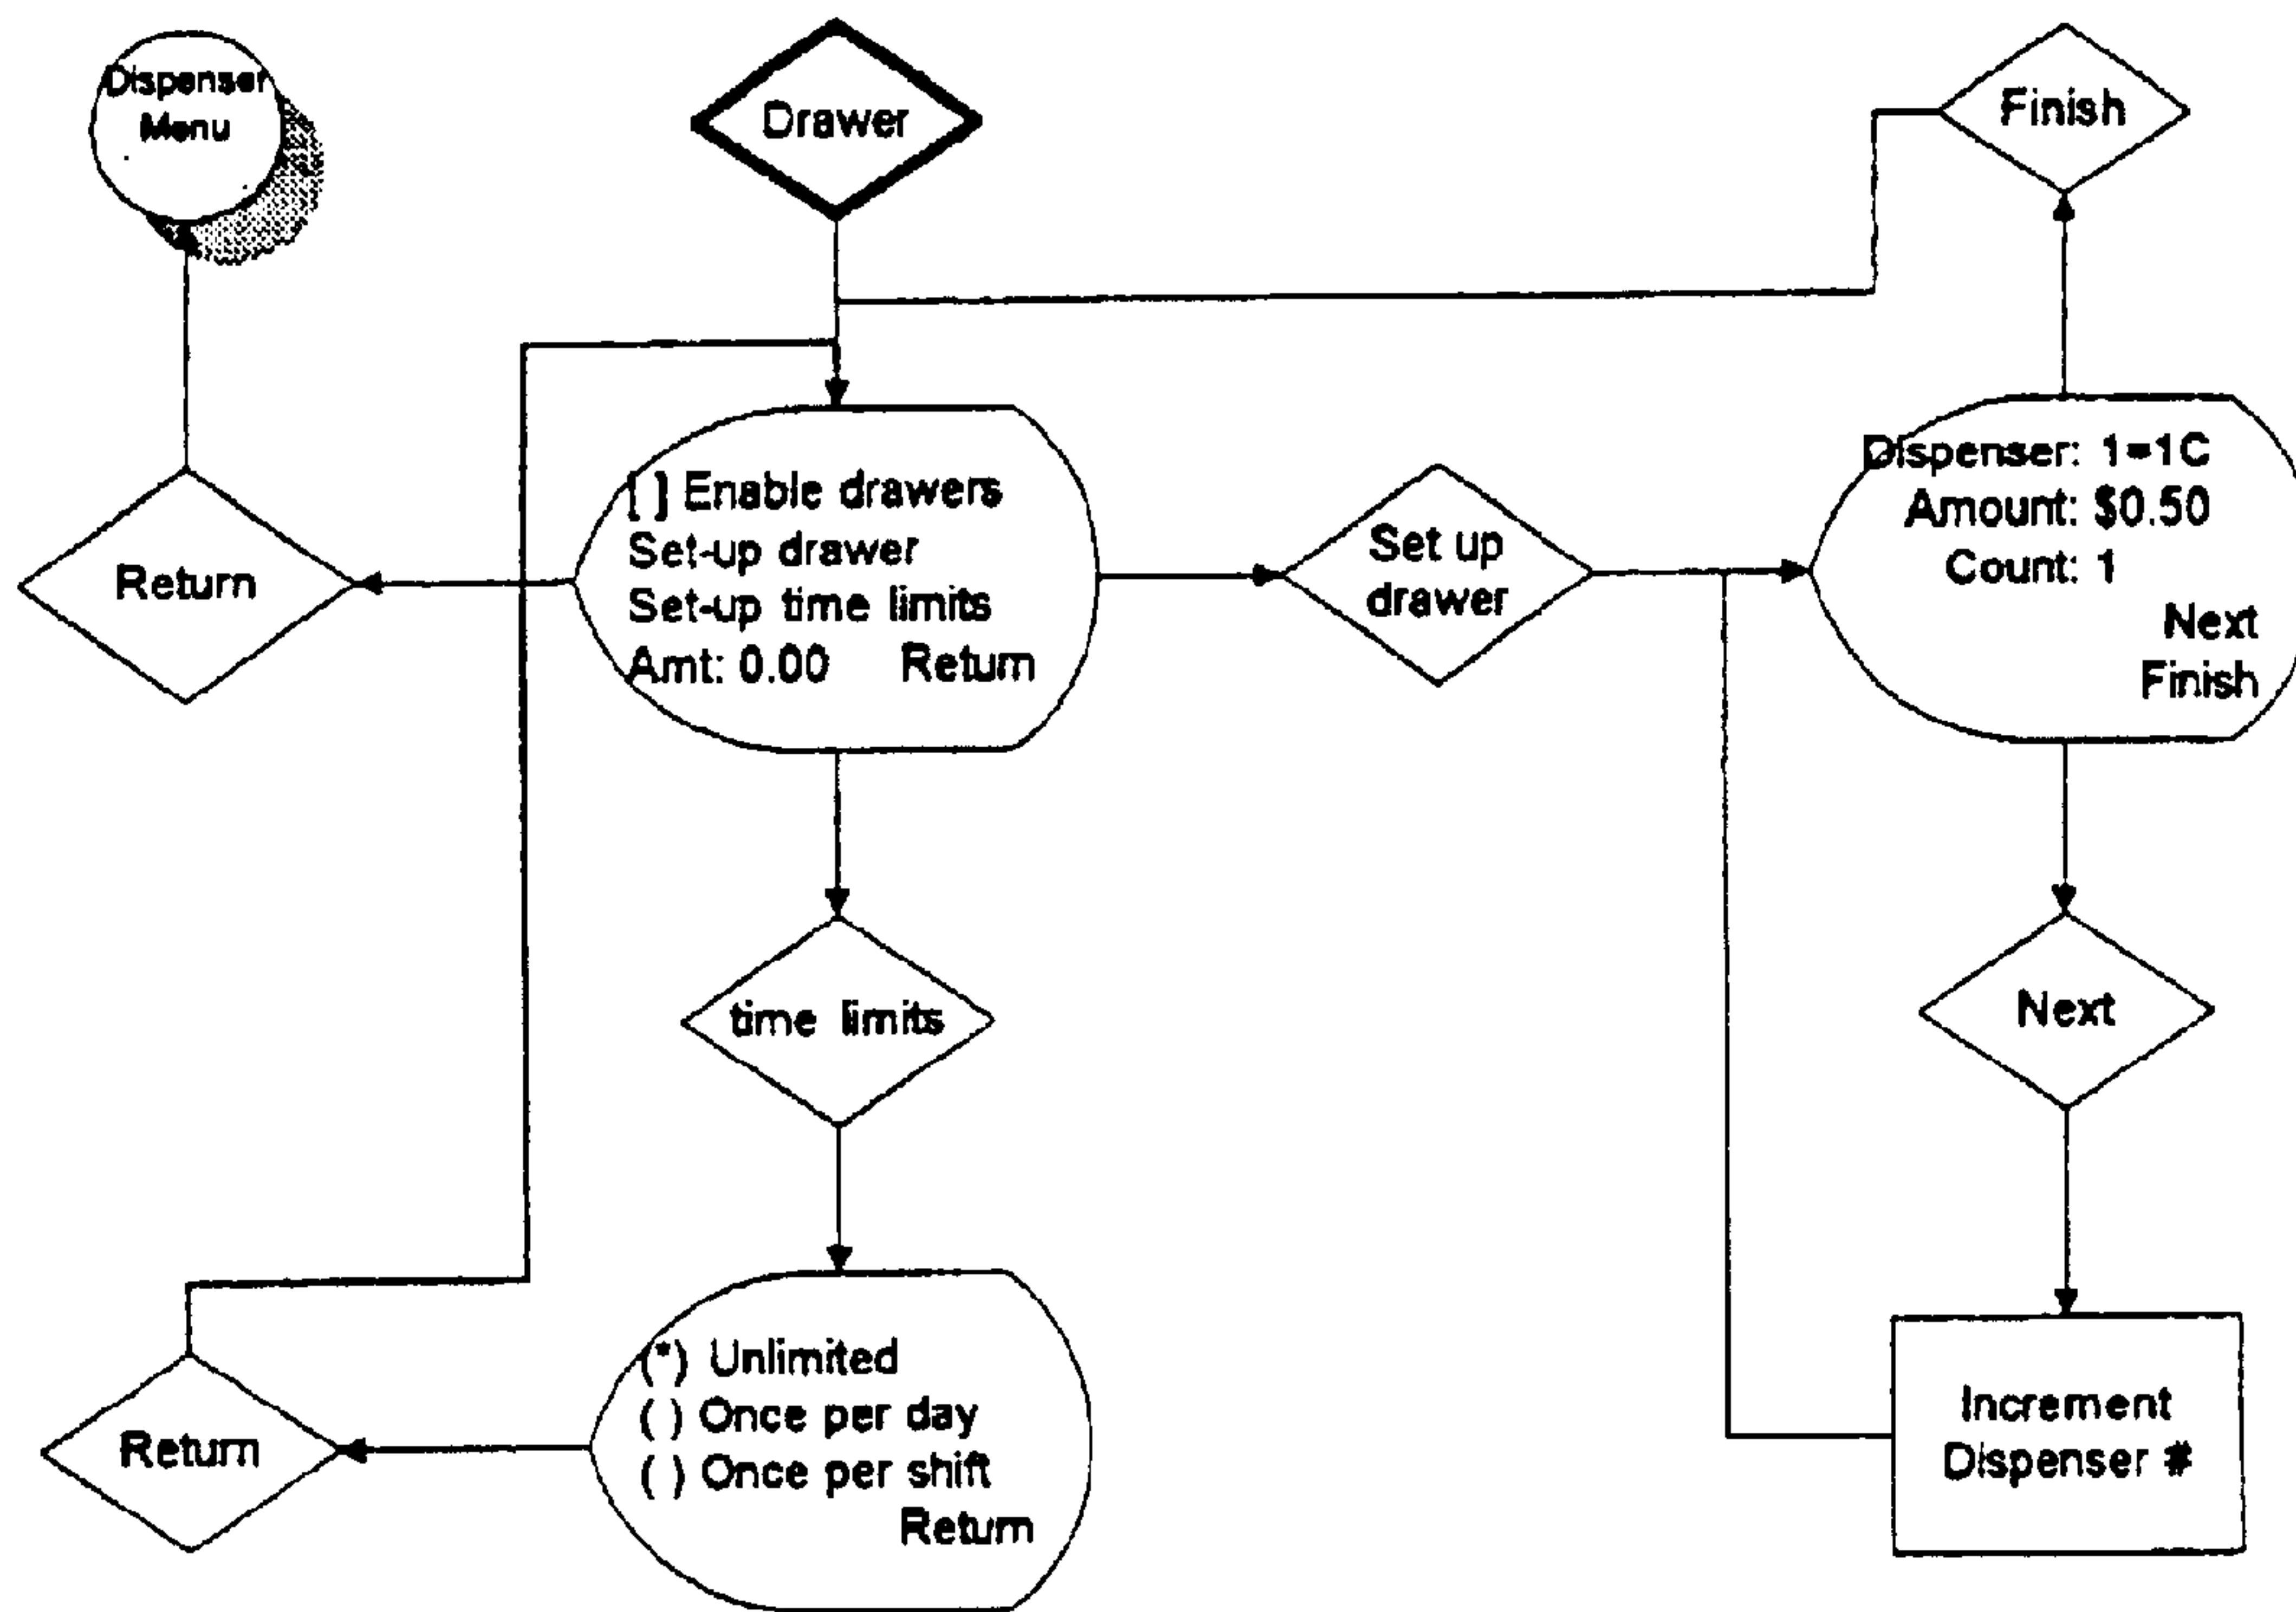 Dispenser
Menu
Drawer
Finish
Return
[ ] Enable drawers
Set-up drawer
Set-up time limits
Amt: 0.00 Return
Set up
drawer
Dispenser: 1=1C
Amount: $0.50
Count: 1
Next
Finish
time limits
Next
Return
(*) Unlimited
( ) Once per day
( ) Once per shift
Return
Increment
Dispenser #